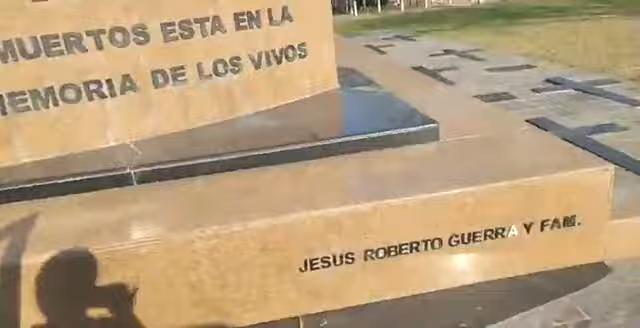 MUERTOS ESTA EN LA
MEMORIA DE LOS VIVOS
JESUS ROBERTO GUERRA Y FAM.